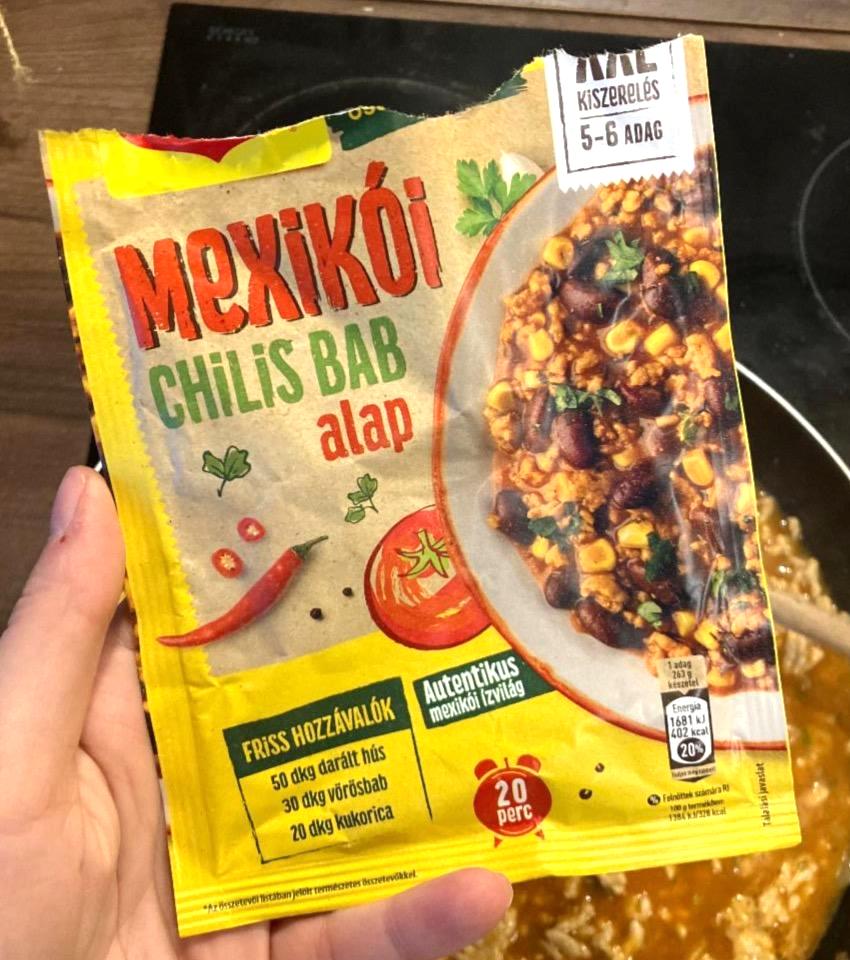 KISZERELÉS
5-6 ADAG
MEXIKÓI
CHILIS BAB
alap
Autentikus
mexikói ízvilág
FRISS HOZZÁVALÓK
50 dkg darált hús
30 dkg vörösbab
20 dkg kukorica
20
perc
1 adag
263 g
készétel
Energia
1681 kJ
402 kcal
20%
% Felnőttek számára RI
100 g termékben:
1384 kJ/328 kcal
Tálalási javaslat
*Az összetevői listában jelölt természetes összetevőkkel.